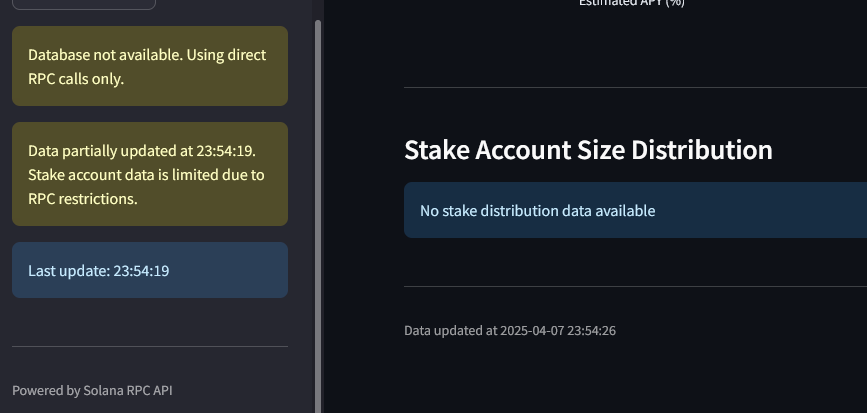 Database not available. Using direct
RPC calls only.
Data partially updated at 23:54:19.
Stake account data is limited due to
RPC restrictions.
Last update: 23:54:19
Powered by Solana RPC API
Estimated APY (%)
Stake Account Size Distribution
No stake distribution data available
Data updated at 2025-04-07 23:54:26